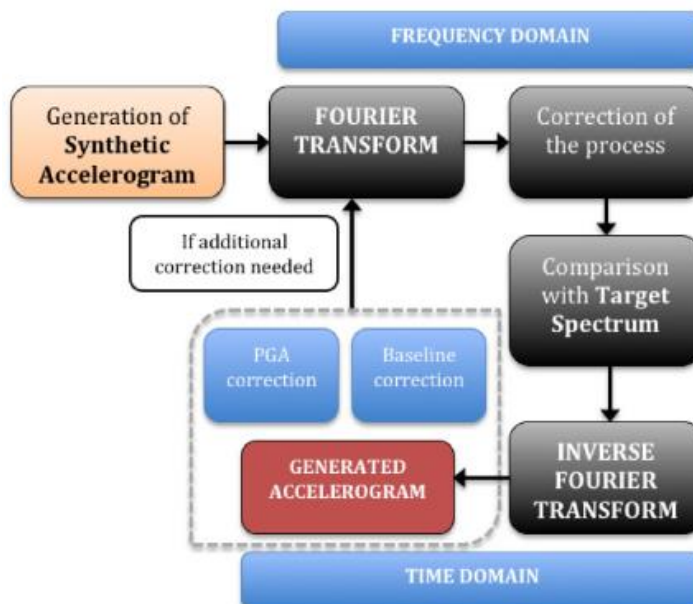 FREQUENCY DOMAIN
Generation of
Synthetic
Accelerogram
FOURIER
TRANSFORM
Correction of
the process
If additional
correction needed
Comparison
with Target
Spectrum
PGA
correction
Baseline
correction
GENERATED
ACCELEROGRAM
INVERSE
FOURIER
TRANSFORM
TIME DOMAIN